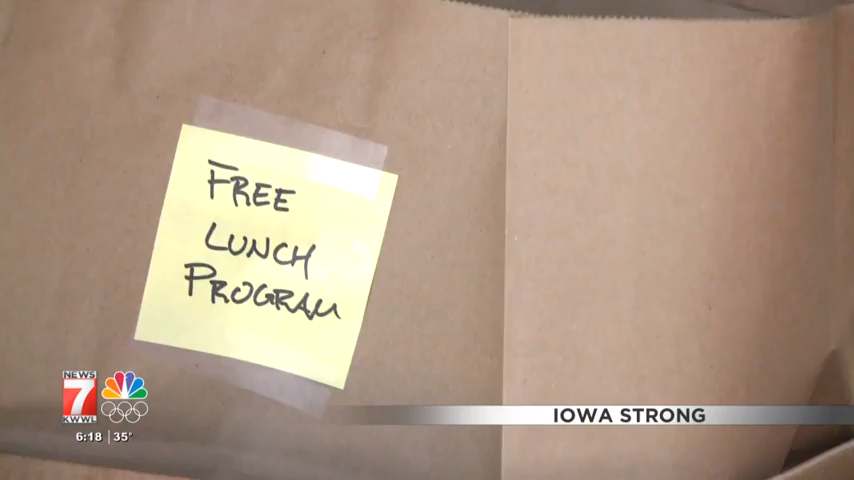 FREE
LUNCH
PROGRAM
NEWS
7
KWWL
6:18 35°
IOWA STRONG